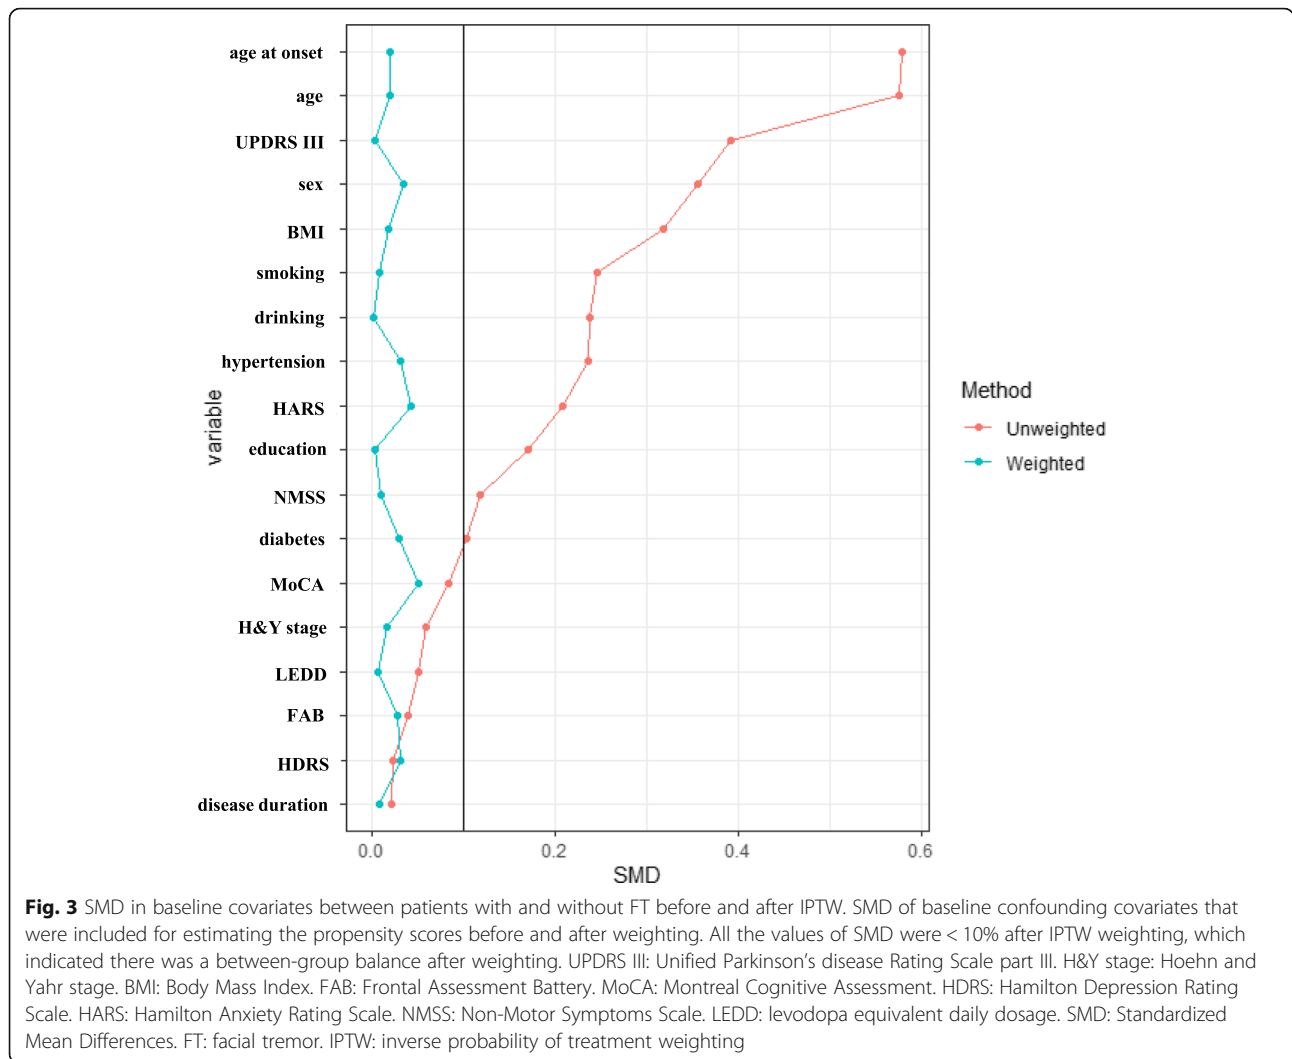 age at onset
age
UPDRS III
sex
BMI
smoking
drinking
hypertension
HARS
education
NMSS
diabetes
MoCA
H&Y stage
LEDD
FAB
HDRS
disease duration
variable
0.0 0.2 0.4 0.6
SMD
Method
Unweighted
Weighted
Fig. 3 SMD in baseline covariates between patients with and without FT before and after IPTW. SMD of baseline confounding covariates that
were included for estimating the propensity scores before and after weighting. All the values of SMD were < 10% after IPTW weighting, which
indicated there was a between-group balance after weighting. UPDRS III: Unified Parkinson's disease Rating Scale part III. H&Y stage: Hoehn and
Yahr stage. BMI: Body Mass Index. FAB: Frontal Assessment Battery. MoCA: Montreal Cognitive Assessment. HDRS: Hamilton Depression Rating
Scale. HARS: Hamilton Anxiety Rating Scale. NMSS: Non-Motor Symptoms Scale. LEDD: levodopa equivalent daily dosage. SMD: Standardized
Mean Differences. FT: facial tremor. IPTW: inverse probability of treatment weighting